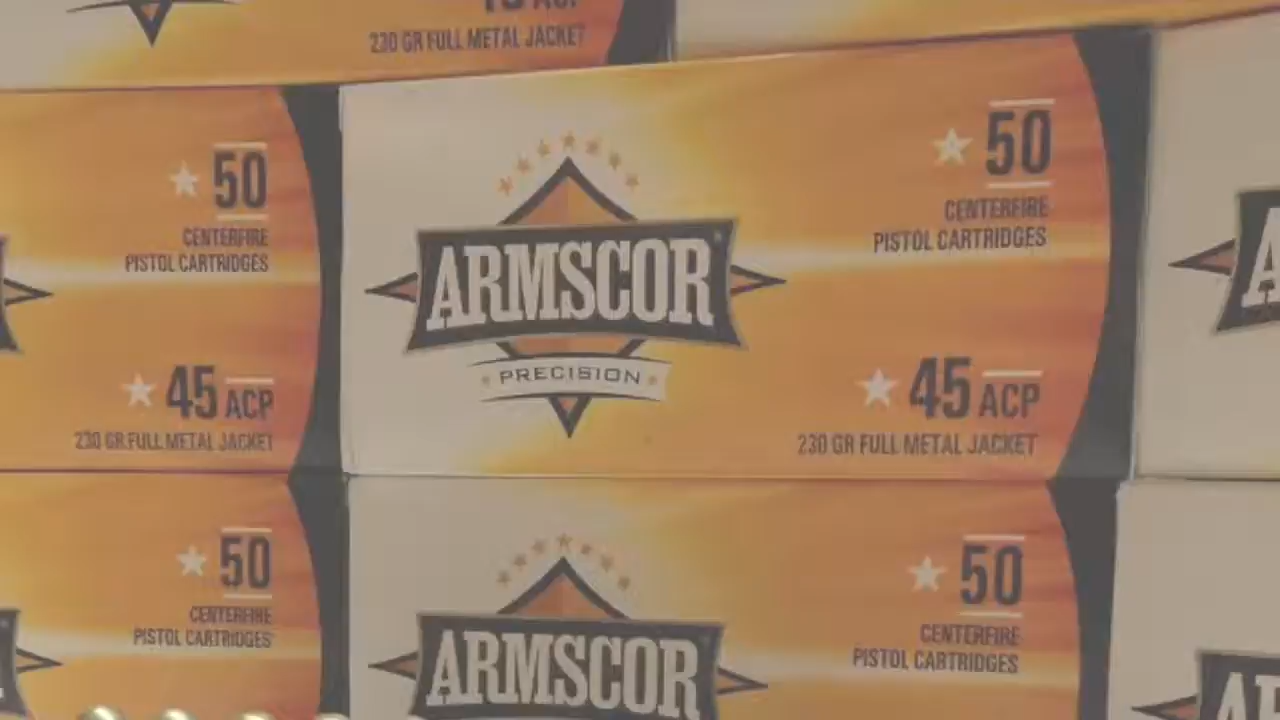 45 ACP
230 GR FULL METAL JACKET
50
CENTERFIRE
PISTOL CARTRIDGES
45 ACP
230 GR FULL METAL JACKET
ARMSCOR
PRECISION
50
CENTERFIRE
PISTOL CARTRIDGES
45 ACP
230 GR FULL METAL JACKET
50
CENTERFIRE
PISTOL CARTRIDGES
ARMSCOR
50
CENTERFIRE
PISTOL CARTRIDGES